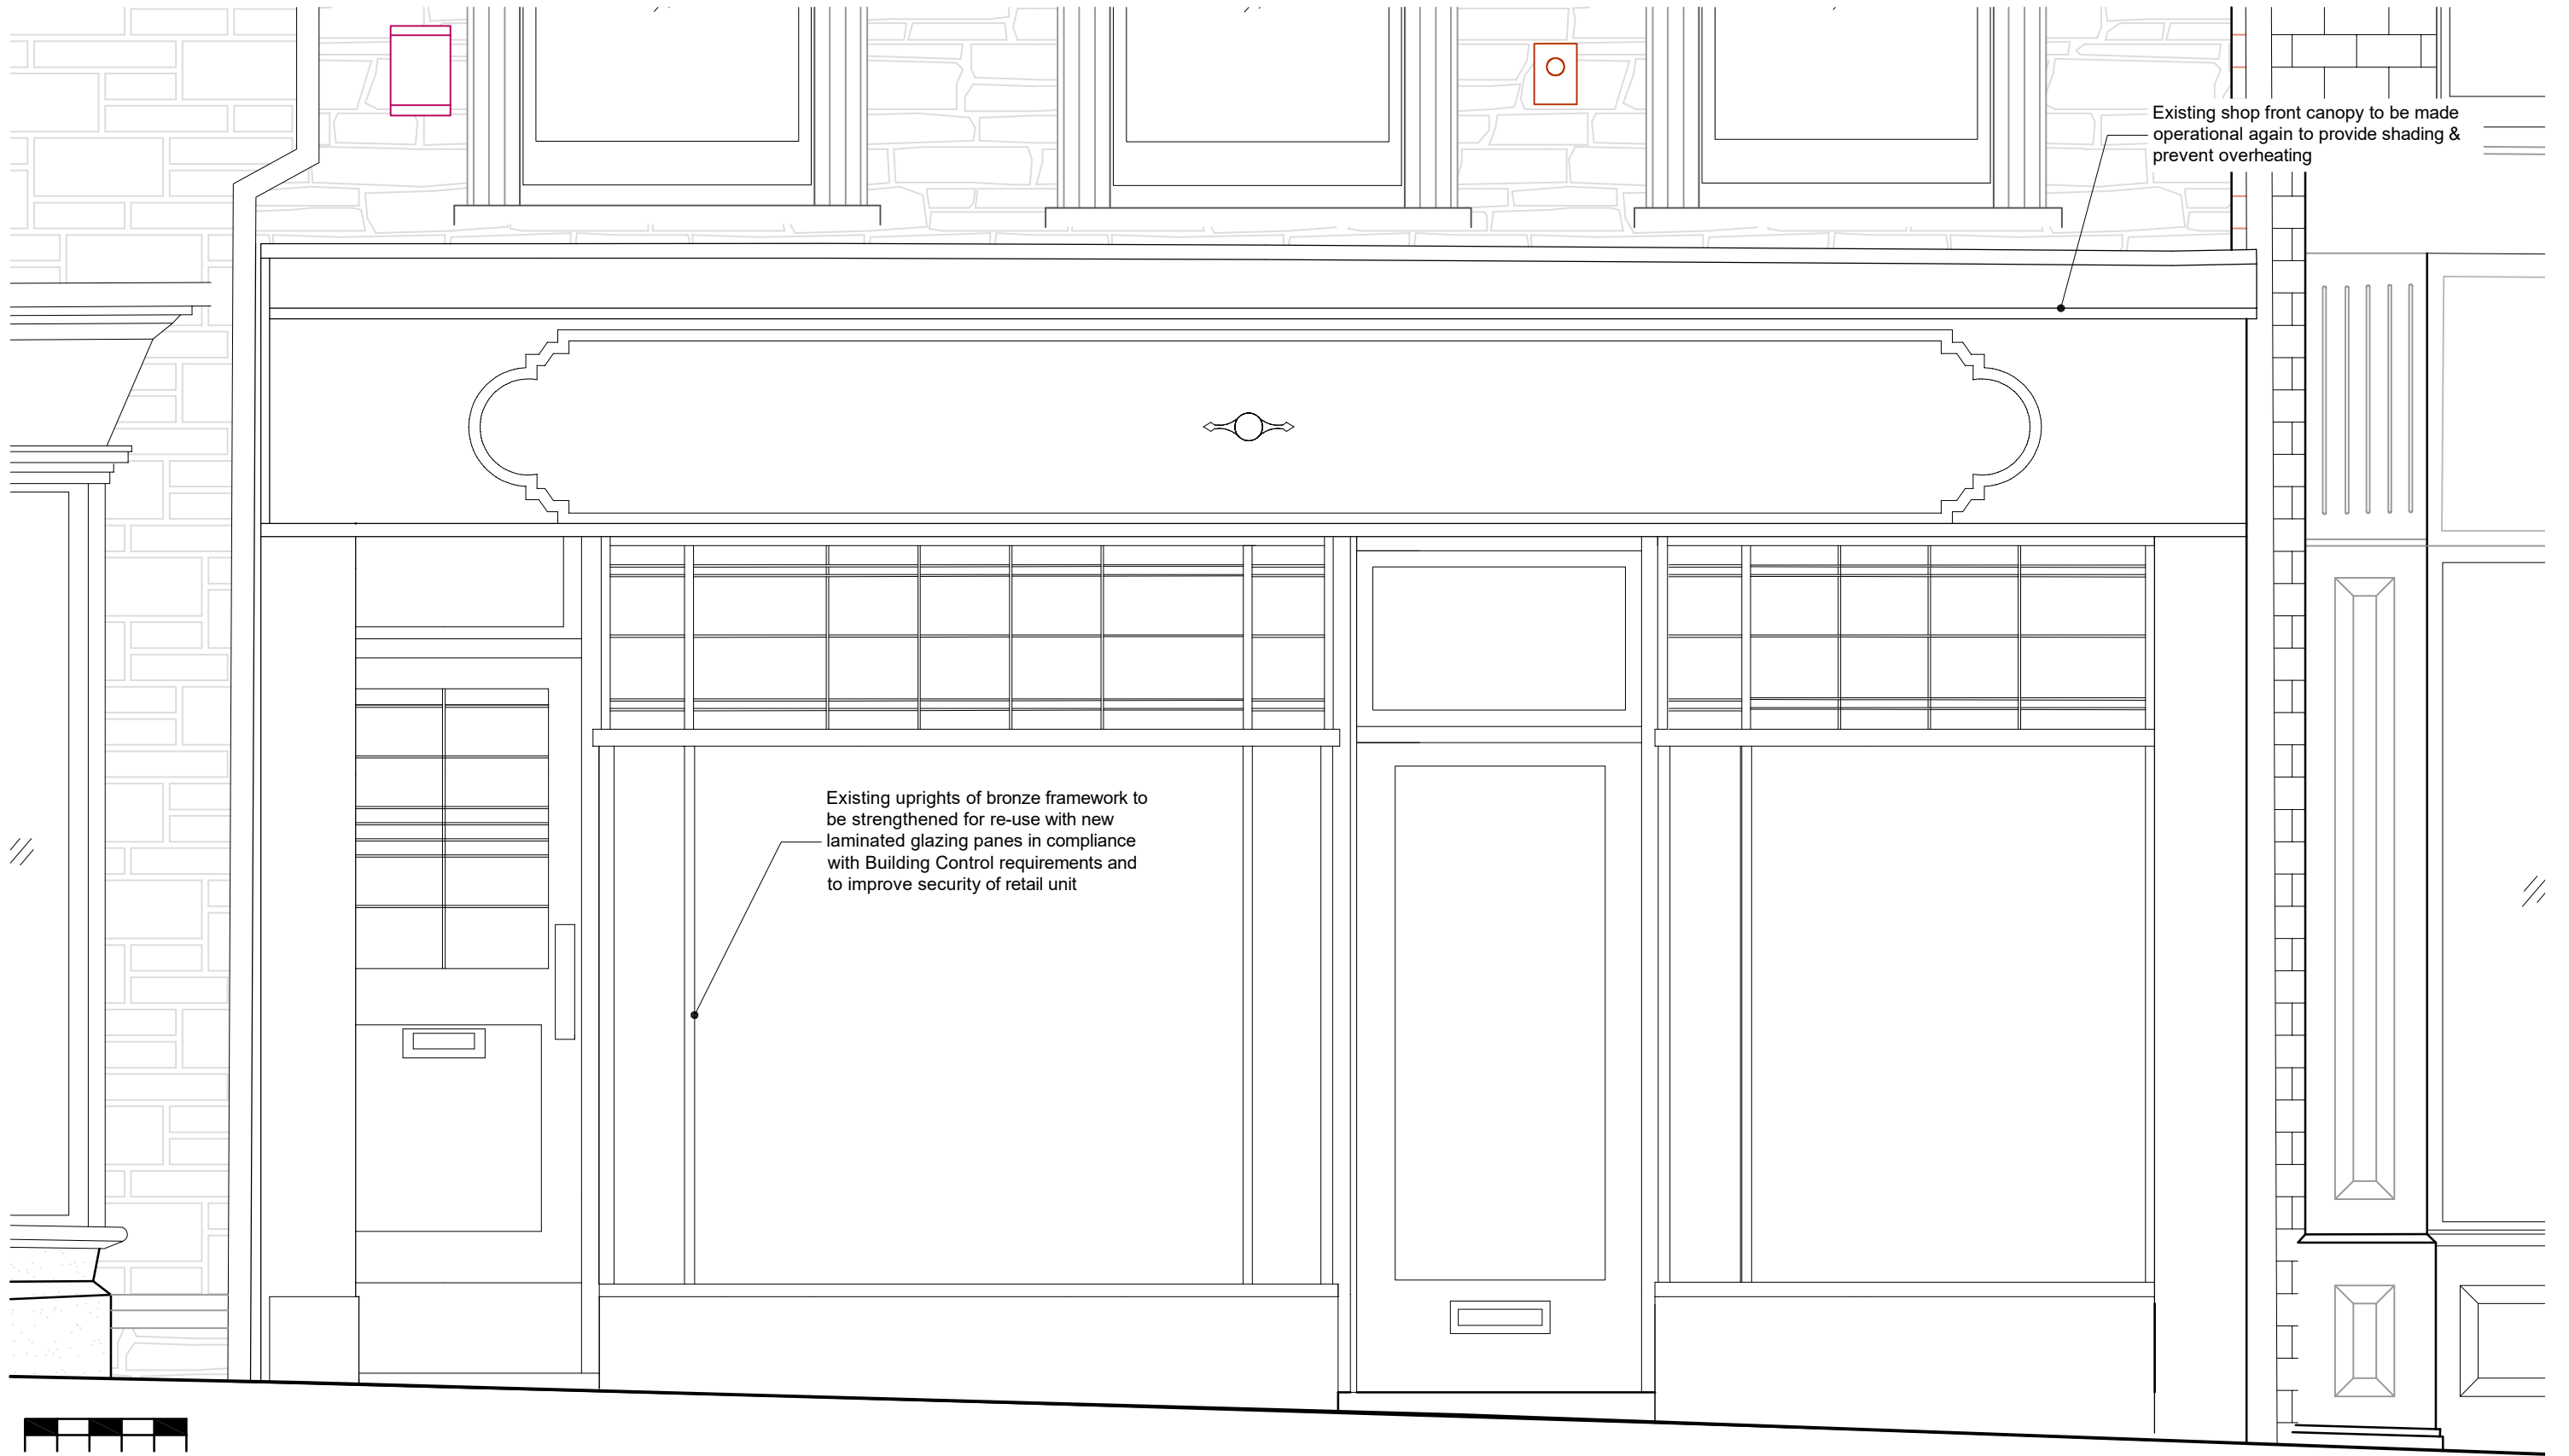 Existing shop front canopy to be made
operational again to provide shading &
prevent overheating
Existing uprights of bronze framework to
be strengthened for re-use with new
laminated glazing panes in compliance
with Building Control requirements and
to improve security of retail unit